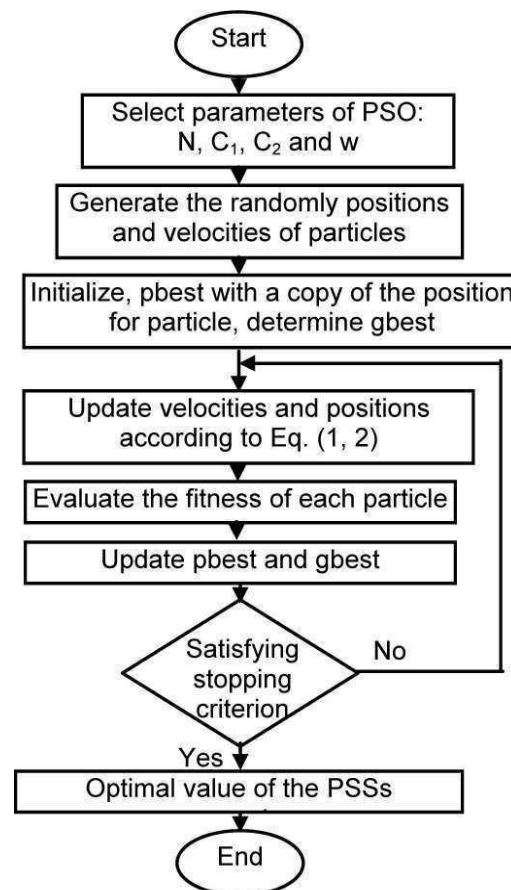 Start
Select parameters of PSO:
N, C₁, C₂ and w
Generate the randomly positions
and velocities of particles
Initialize, pbest with a copy of the position
for particle, determine gbest
Update velocities and positions
according to Eq. (1, 2)
Evaluate the fitness of each particle
Update pbest and gbest
Satisfying
stopping
criterion
No
Yes
Optimal value of the PSSs
End